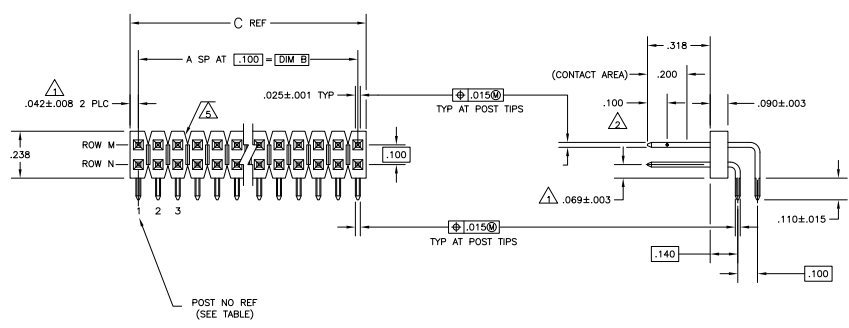 C REF
A SP AT .100 = DIM B
.318
(CONTACT AREA)
.200
.100
.090±.003
1
.042±.008 2 PLC
.025±.001 TYP
⌖ .015Ⓜ
TYP AT POST TIPS
5
2
ROW M
ROW N
.238
.100
1 .069±.003
.110±.015
1 2 3
⌖ .015Ⓜ
TYP AT POST TIPS
.140
.100
POST NO REF
(SEE TABLE)